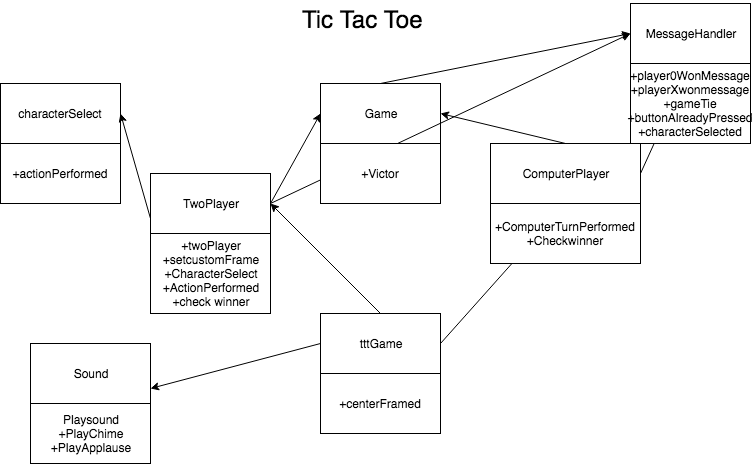 Tic Tac Toe
MessageHandler
+player0WonMessage
+playerXwonmessage
+gameTie
+buttonAlreadyPressed
+characterSelected
characterSelect
+actionPerformed
Game
+Victor
ComputerPlayer
+ComputerTurnPerformed
+Checkwinner
TwoPlayer
+twoPlayer
+setcustomFrame
+CharacterSelect
+ActionPerformed
+check winner
tttGame
+centerFramed
Sound
Playsound
+PlayChime
+PlayApplause